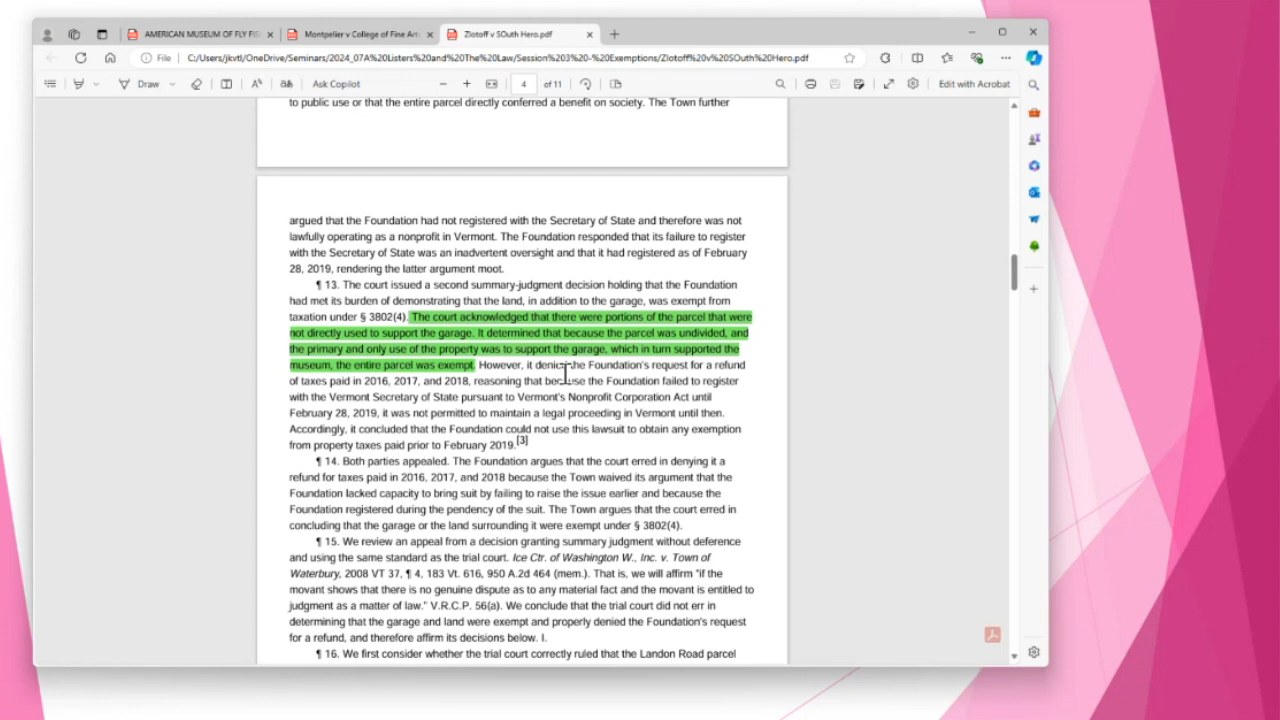 AMERICAN MUSEUM OF FLY FIS
Montpelier v College of Fine Art
Zlotoff v SOuth Hero.pdf
File
C:/Users/jkvtl/OneDrive/Seminars/2024_07A%20Listers%20and%20The%20Law/Session%203%20-%20Exemptions/Zlotoff%20v%20SOuth%20Hero.pdf
Draw
Ask Copilot
4 of 11
Edit with Acrobat
to public use or that the entire parcel directly conferred a benefit on society. The Town further
argued that the Foundation had not registered with the Secretary of State and therefore was not
lawfully operating as a nonprofit in Vermont. The Foundation responded that its failure to register
with the Secretary of State was an inadvertent oversight and that it had registered as of February
28, 2019, rendering the latter argument moot.
¶ 13. The court issued a second summary-judgment decision holding that the Foundation
had met its burden of demonstrating that the land, in addition to the garage, was exempt from
taxation under § 3802(4). The court acknowledged that there were portions of the parcel that were
not directly used to support the garage. It determined that because the parcel was undivided, and
the primary and only use of the property was to support the garage, which in turn supported the
museum, the entire parcel was exempt. However, it denied the Foundation's request for a refund
of taxes paid in 2016, 2017, and 2018, reasoning that because the Foundation failed to register
with the Vermont Secretary of State pursuant to Vermont's Nonprofit Corporation Act until
February 28, 2019, it was not permitted to maintain a legal proceeding in Vermont until then.
Accordingly, it concluded that the Foundation could not use this lawsuit to obtain any exemption
from property taxes paid prior to February 2019.[3]
¶ 14. Both parties appealed. The Foundation argues that the court erred in denying it a
refund for taxes paid in 2016, 2017, and 2018 because the Town waived its argument that the
Foundation lacked capacity to bring suit by failing to raise the issue earlier and because the
Foundation registered during the pendency of the suit. The Town argues that the court erred in
concluding that the garage or the land surrounding it were exempt under § 3802(4).
¶ 15. We review an appeal from a decision granting summary judgment without deference
and using the same standard as the trial court. Ice Ctr. of Washington W., Inc. v. Town of
Waterbury, 2008 VT 37, ¶ 4, 183 Vt. 616, 950 A.2d 464 (mem.). That is, we will affirm "if the
movant shows that there is no genuine dispute as to any material fact and the movant is entitled to
judgment as a matter of law." V.R.C.P. 56(a). We conclude that the trial court did not err in
determining that the garage and land were exempt and properly denied the Foundation's request
for a refund, and therefore affirm its decisions below. I.
¶ 16. We first consider whether the trial court correctly ruled that the Landon Road parcel